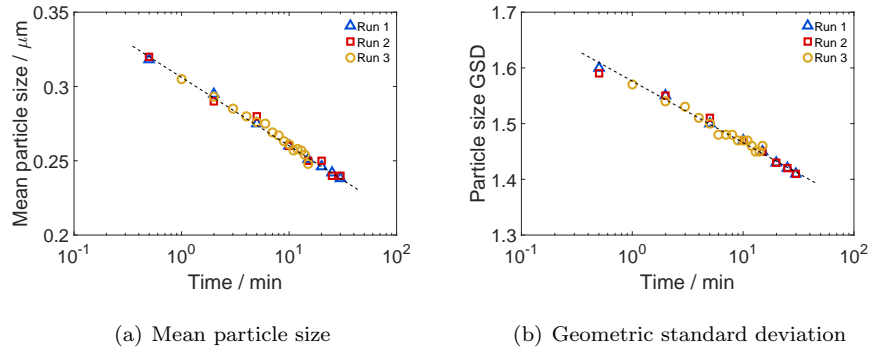 Mean particle size / μm
0.35
0.3
0.25
0.2
10^-1
10^0
10^1
10^2
Time / min
Run 1
Run 2
Run 3
(a) Mean particle size
Particle size GSD
1.7
1.6
1.5
1.4
1.3
10^-1
10^0
10^1
10^2
Time / min
Run 1
Run 2
Run 3
(b) Geometric standard deviation